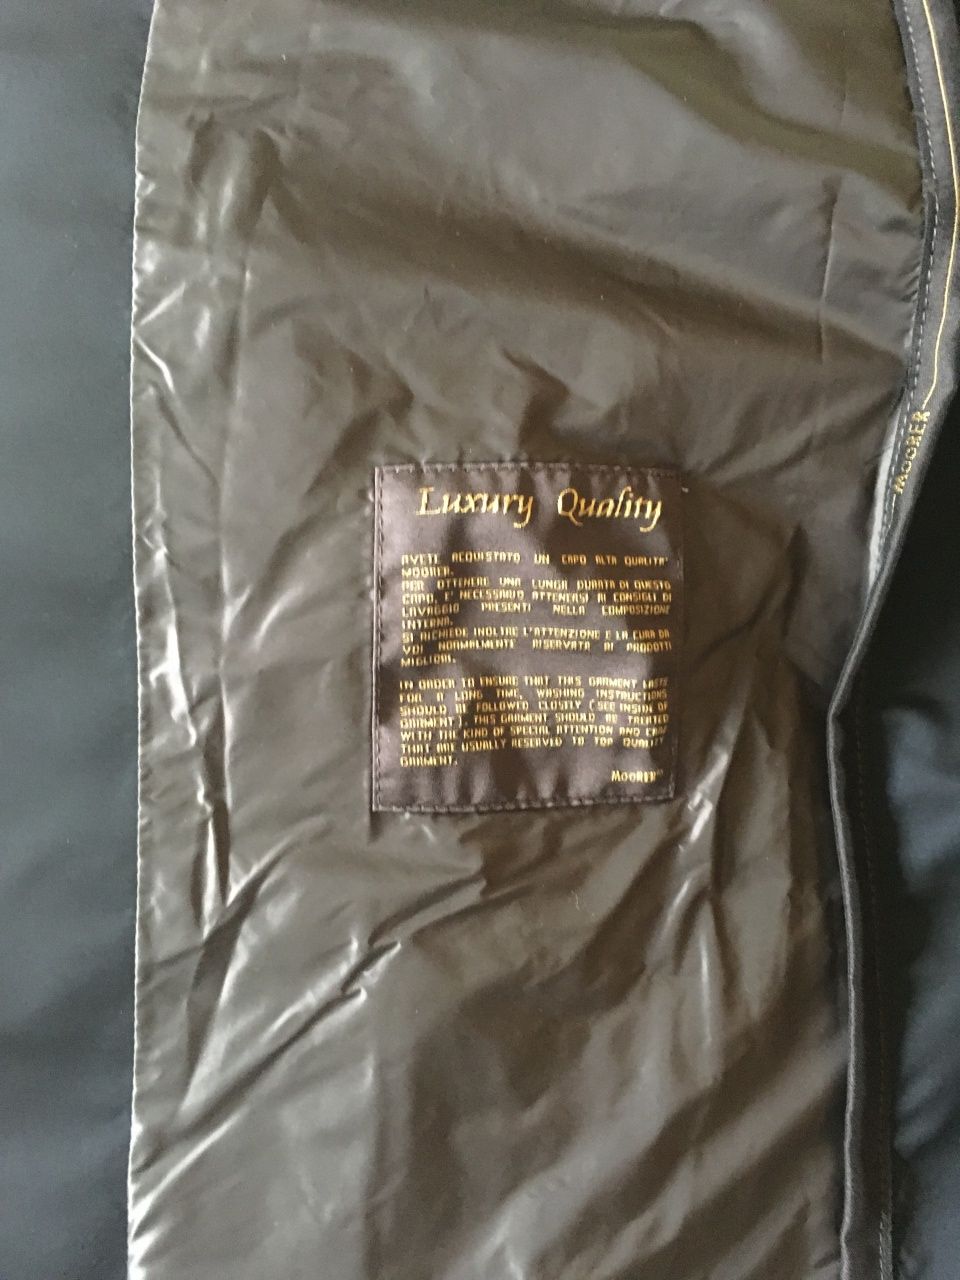 Luxury Quality
AVETE ACQUISTATO UN CAPO ALTA QUALITA'
MOORER.
PER OTTENERE UNA LUNGA DURATA DI QUESTO
CAPO E' NECESSARIO ATTENERSI AI CONSIGLI DI
LAVAGGIO PRESENTI NELLA COMPOSIZIONE
INTERNA.
SI RICHIEDE INOLTRE L'ATTENZIONE E LA CURA DA
VOI NORMALMENTE RISERVATA AI PRODOTTI
MIGLIORI.
IN ORDER TO ENSURE THAT THIS GARMENT LASTS
FOR A LONG TIME, WASHING INSTRUCTIONS
SHOULD BE FOLLOWED CLOSELY (SEE INSIDE OF
GARMENT). THIS GARMENT SHOULD BE TREATED
WITH THE KIND OF SPECIAL ATTENTION AND CARE
THAT ARE USUALLY RESERVED TO TOP QUALITY
GARMENT.
MOORER
MOORER